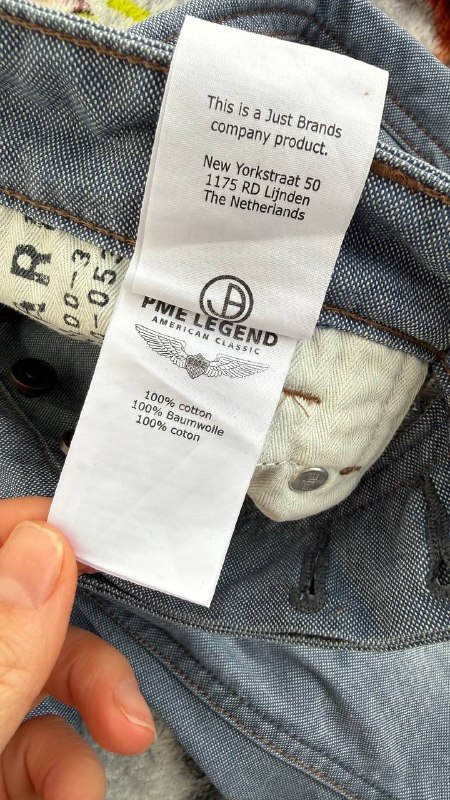 This is a Just Brands
company product.
New Yorkstraat 50
1175 RD Lijnden
The Netherlands
PME LEGEND
AMERICAN CLASSIC
100% cotton
100% Baumwolle
100% coton